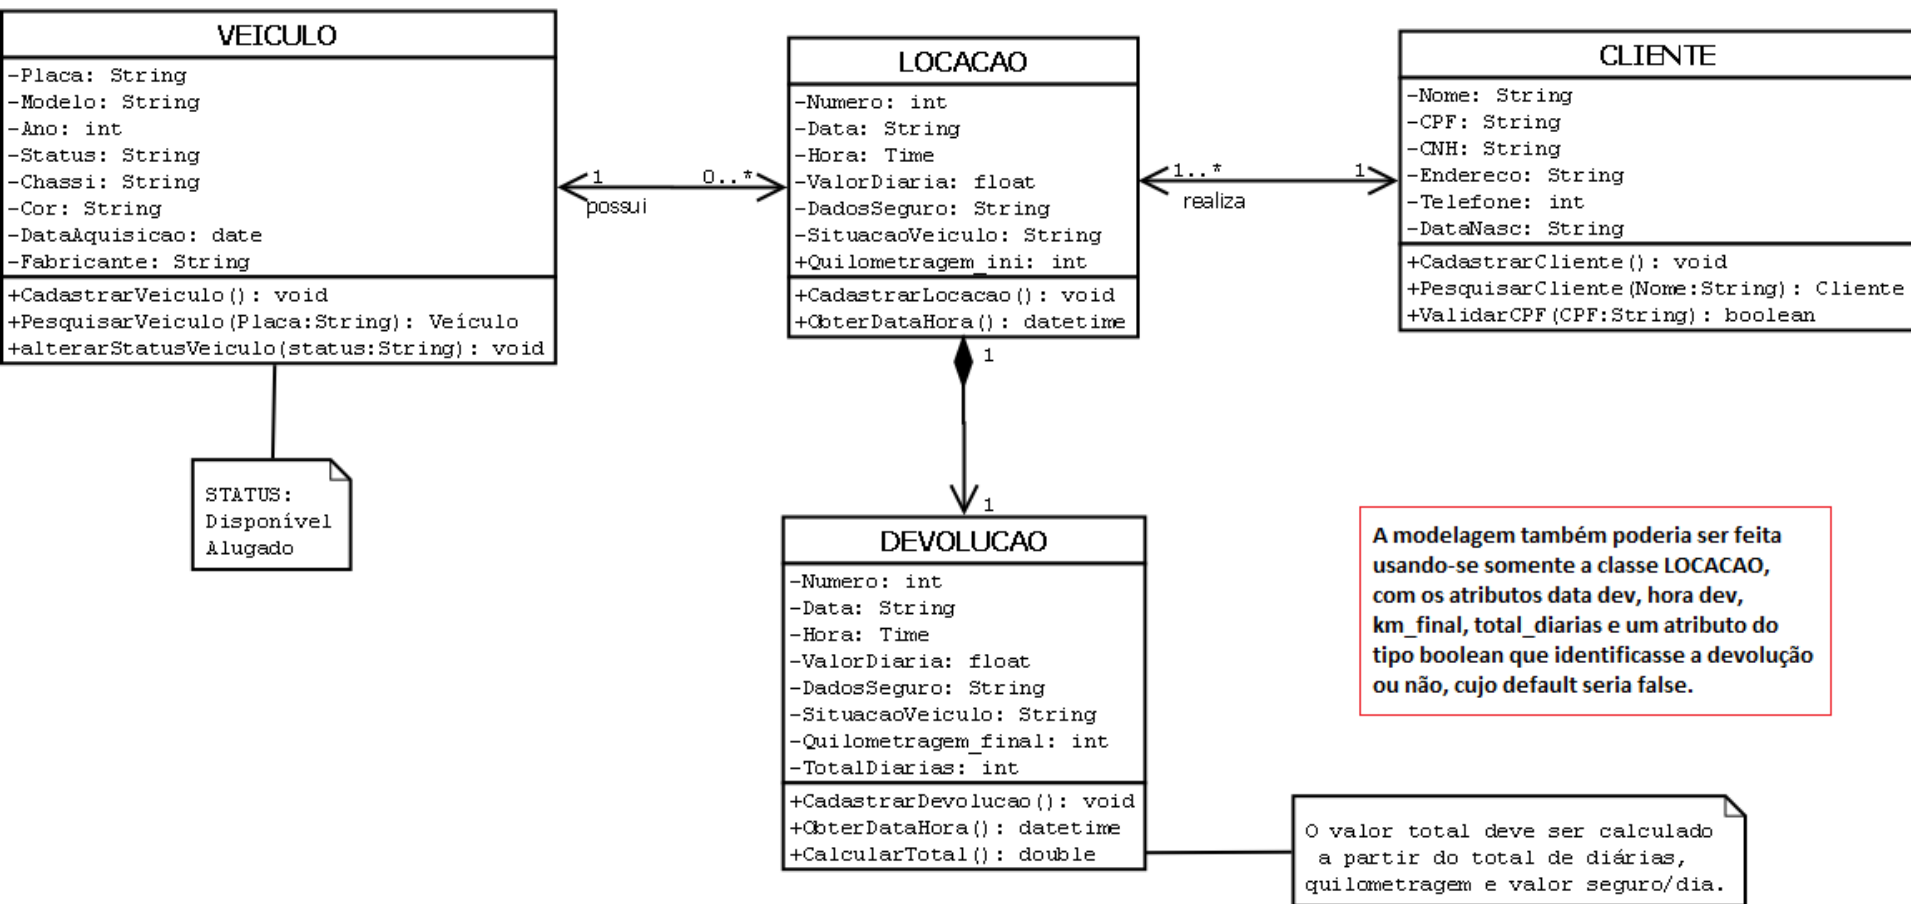 VEICULO
-Placa: String
-Modelo: String
-Ano: int
-Status: String
-Chassi: String
-Cor: String
-DataAquisicao: date
-Fabricante: String
+CadastrarVeiculo(): void
+PesquisarVeiculo(Placa:String): Veículo
+alterarStatusVeiculo(status:String): void
1
0..*
possui
LOCACAO
-Numero: int
-Data: String
-Hora: Time
-ValorDiaria: float
-DadosSeguro: String
-SituacaoVeiculo: String
+Quilometragem_ini: int
+CadastrarLocacao(): void
+ObterDataHora(): datetime
1..*
1
realiza
CLIENTE
-Nome: String
-CPF: String
-CNH: String
-Endereco: String
-Telefone: int
-DataNasc: String
+CadastrarCliente(): void
+PesquisarCliente(Nome:String): Cliente
+ValidarCPF(CPF:String): boolean
STATUS:
Disponível
Alugado
1
1
DEVOLUCAO
-Numero: int
-Data: String
-Hora: Time
-ValorDiaria: float
-DadosSeguro: String
-SituacaoVeiculo: String
-Quilometragem_final: int
-TotalDiarias: int
+CadastrarDevolucao(): void
+ObterDataHora(): datetime
+CalcularTotal(): double
A modelagem também poderia ser feita
usando-se somente a classe LOCACAO,
com os atributos data dev, hora dev,
km_final, total_diarias e um atributo do
tipo boolean que identificasse a devolução
ou não, cujo default seria false.
O valor total deve ser calculado
a partir do total de diárias,
quilometragem e valor seguro/dia.